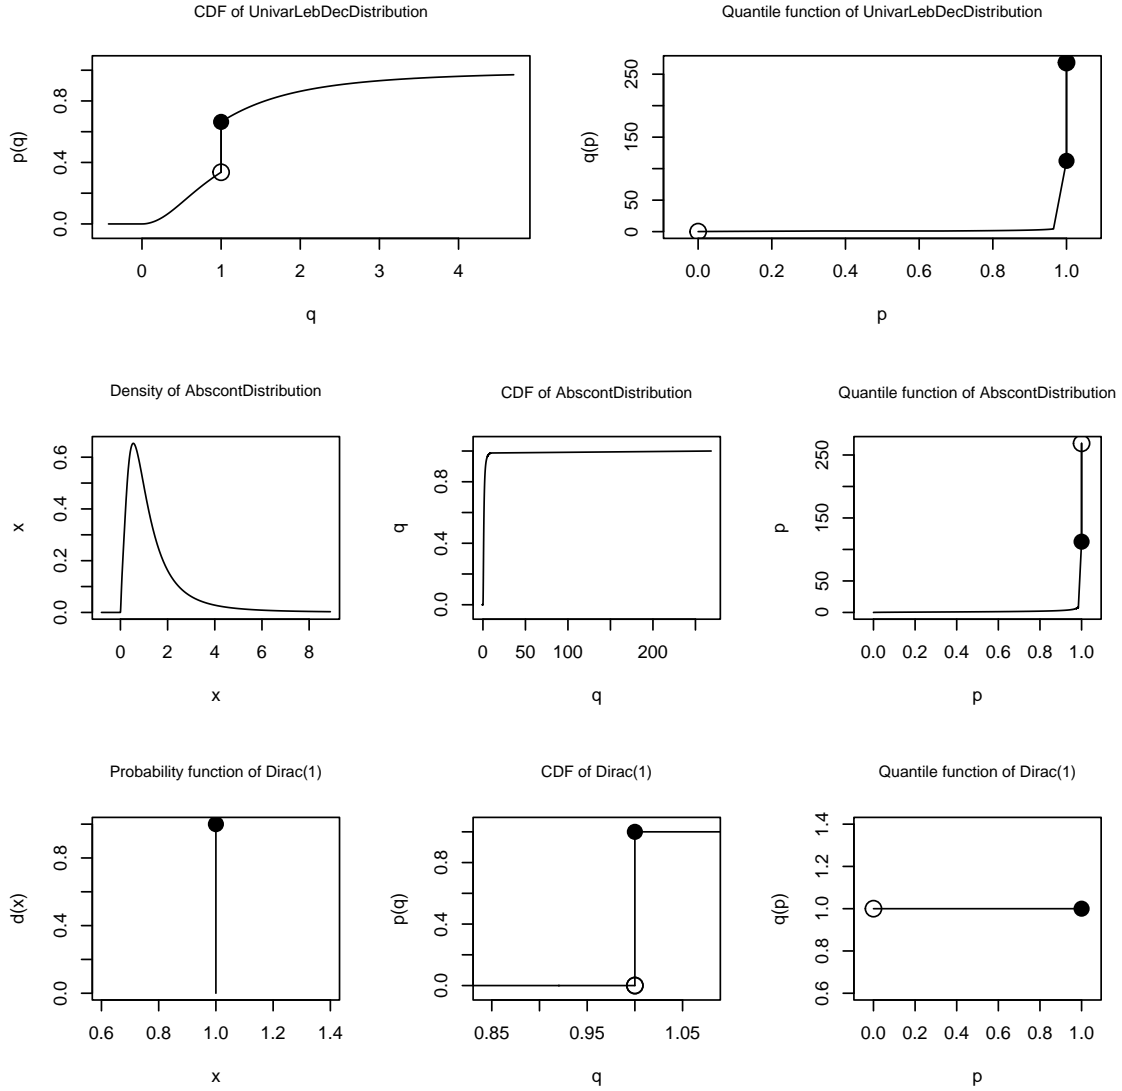 CDF of UnivarLebDecDistribution
p(q)
0.0 0.4 0.8
0 1 2 3 4
q
Quantile function of UnivarLebDecDistribution
q(p)
0 50 150 250
0.0 0.2 0.4 0.6 0.8 1.0
p
Density of AbscontDistribution
x
0.0 0.2 0.4 0.6
0 2 4 6 8
x
CDF of AbscontDistribution
q
0.0 0.4 0.8
0 50 100 200
q
Quantile function of AbscontDistribution
p
0 50 150 250
0.0 0.2 0.4 0.6 0.8 1.0
p
Probability function of Dirac(1)
d(x)
0.0 0.4 0.8
0.6 0.8 1.0 1.2 1.4
x
CDF of Dirac(1)
p(q)
0.0 0.4 0.8
0.85 0.95 1.05
q
Quantile function of Dirac(1)
q(p)
0.6 0.8 1.0 1.2 1.4
0.0 0.2 0.4 0.6 0.8 1.0
p